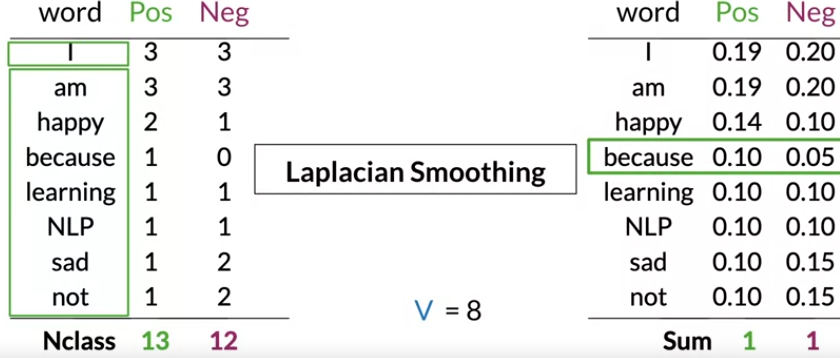 word Pos Neg
I 3 3
am 3 3
happy 2 1
because 1 0
learning 1 1
NLP 1 1
sad 1 2
not 1 2
Nclass 13 12
Laplacian Smoothing
V = 8
word Pos Neg
I 0.19 0.20
am 0.19 0.20
happy 0.14 0.10
because 0.10 0.05
learning 0.10 0.10
NLP 0.10 0.10
sad 0.10 0.15
not 0.10 0.15
Sum 1 1